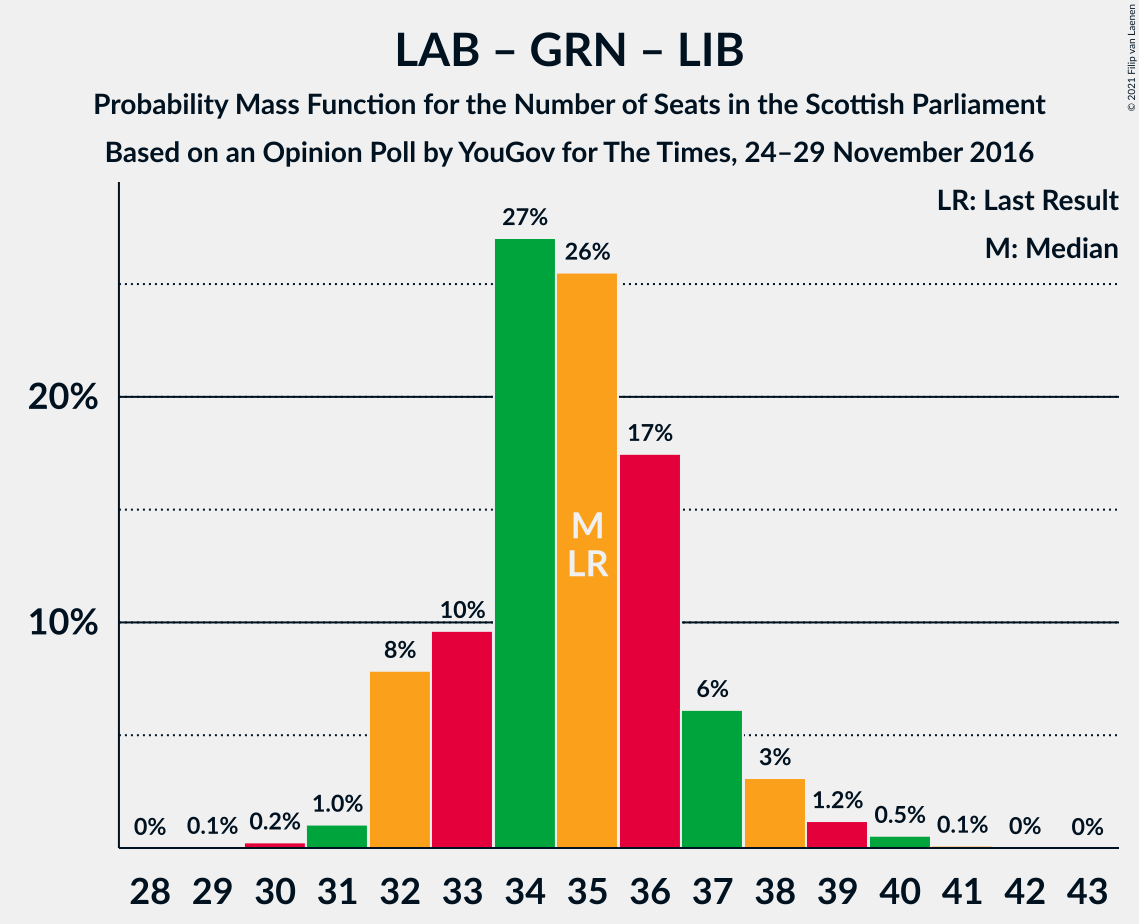 LAB – GRN – LIB
Probability Mass Function for the Number of Seats in the Scottish Parliament
Based on an Opinion Poll by YouGov for The Times, 24–29 November 2016
© 2021 Filip van Laenen
LR: Last Result
M: Median
20%
10%
0%
0.1%
0.2%
1.0%
8%
10%
27%
26%
17%
6%
3%
1.2%
0.5%
0.1%
0%
0%
M
LR
28 29 30 31 32 33 34 35 36 37 38 39 40 41 42 43